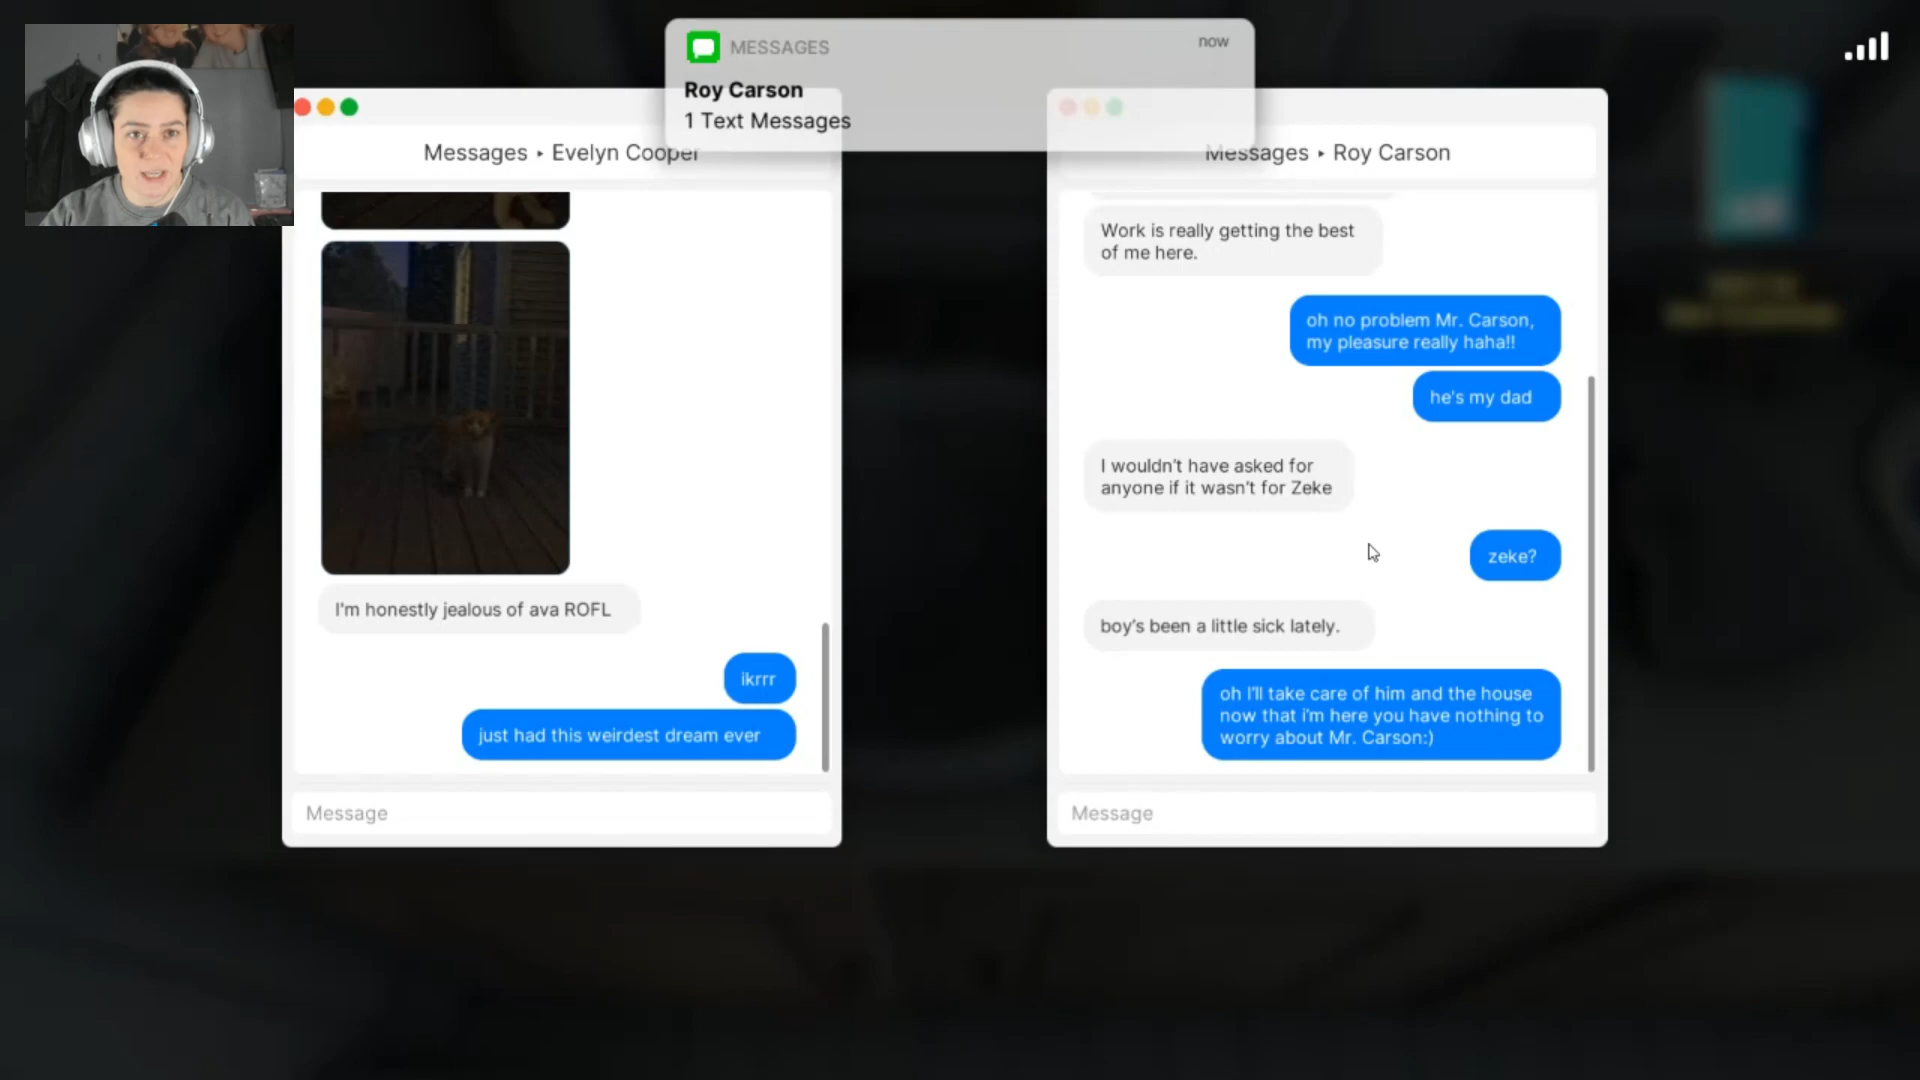 MESSAGES
now
Roy Carson
1 Text Messages
Messages ▸ Evelyn Cooper
I'm honestly jealous of ava ROFL
ikrrr
just had this weirdest dream ever
Message
Messages ▸ Roy Carson
Work is really getting the best
of me here.
oh no problem Mr. Carson,
my pleasure really haha!!
he's my dad
I wouldn't have asked for
anyone if it wasn't for Zeke
zeke?
boy's been a little sick lately.
oh I'll take care of him and the house
now that i'm here you have nothing to
worry about Mr. Carson:)
Message